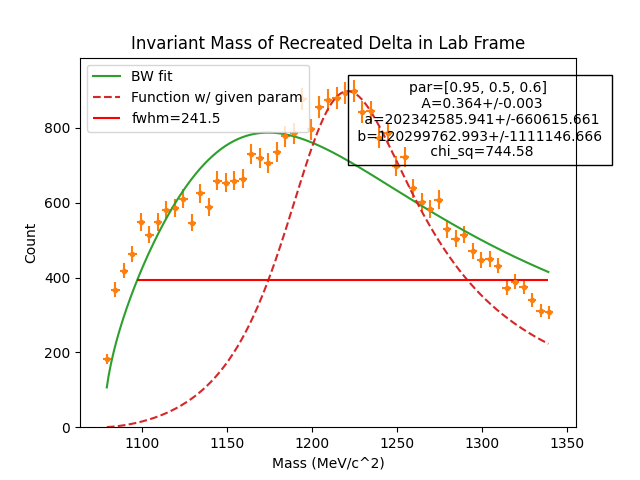 Invariant Mass of Recreated Delta in Lab Frame
BW fit
Function w/ given param
fwhm=241.5
par=[0.95, 0.5, 0.6]
A=0.364+/-0.003
a=202342585.941+/-660615.661
b=120299762.993+/-1111146.666
chi_sq=744.58
Count
800
600
400
200
0
1100
1150
1200
1250
1300
1350
Mass (MeV/c^2)